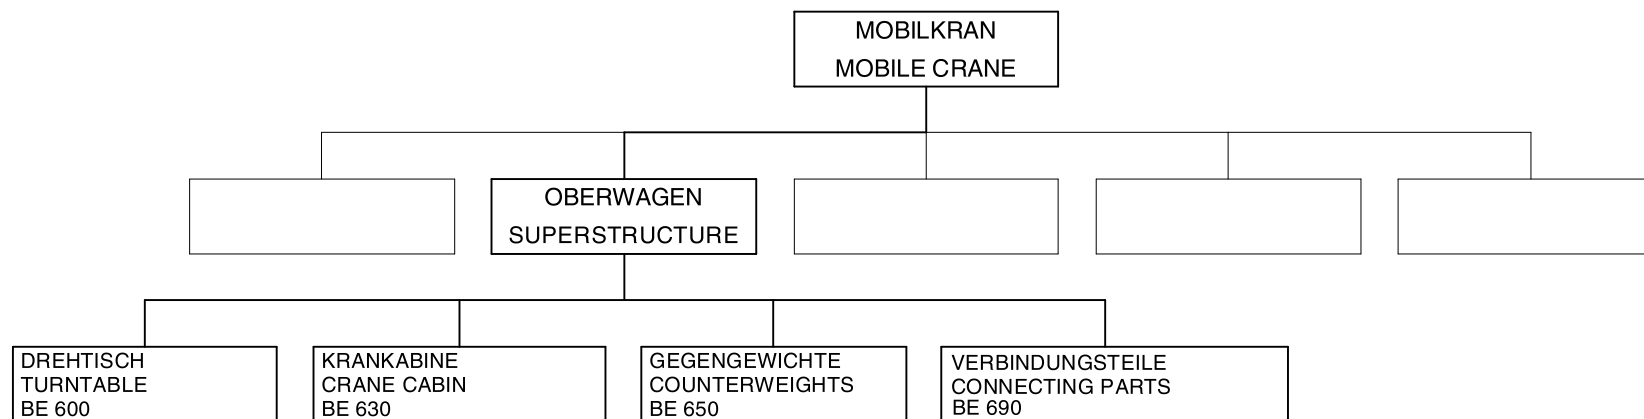 MOBILKRAN
MOBILE CRANE
OBERWAGEN
SUPERSTRUCTURE
DREHTISCH
TURNTABLE
BE 600
KRANKABINE
CRANE CABIN
BE 630
GEGENGEWICHTE
COUNTERWEIGHTS
BE 650
VERBINDUNGSTEILE
CONNECTING PARTS
BE 690